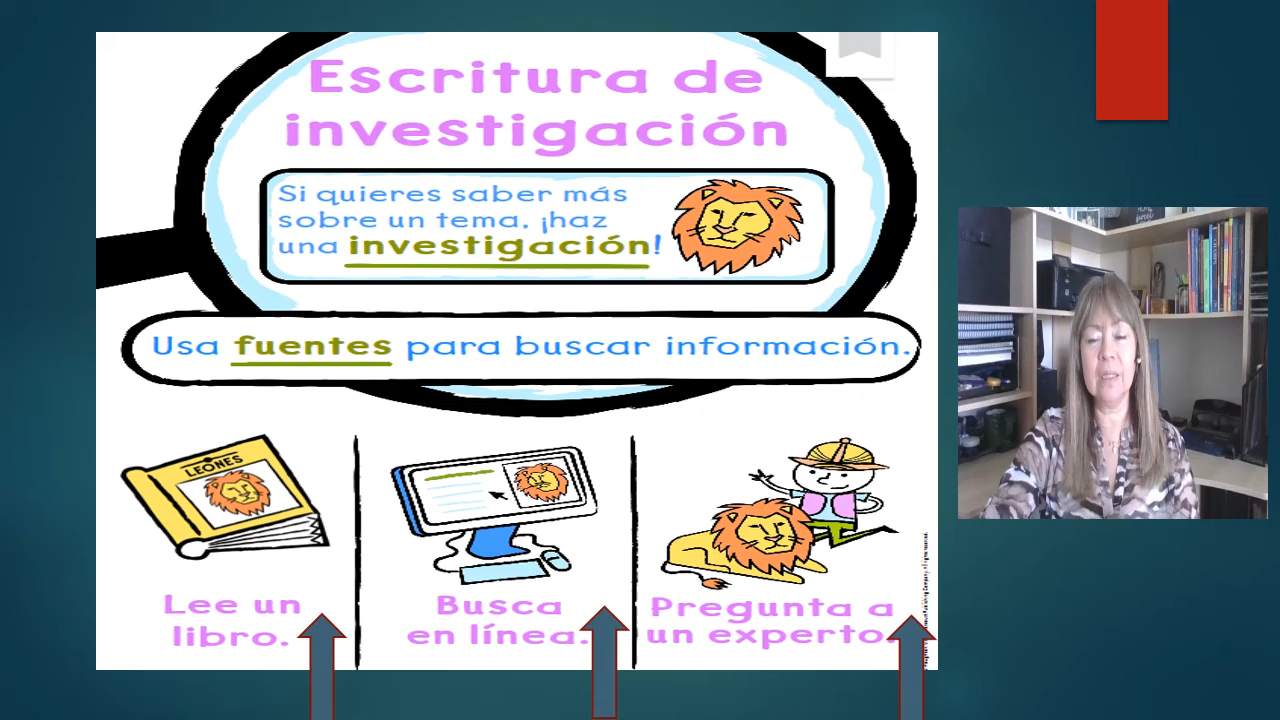 Escritura de
investigación
Si quieres saber más
sobre un tema, ¡haz
una investigación!
Usa fuentes para buscar información.
LEONES
Lee un
libro.
Busca
en línea.
Pregunta a
un experto.